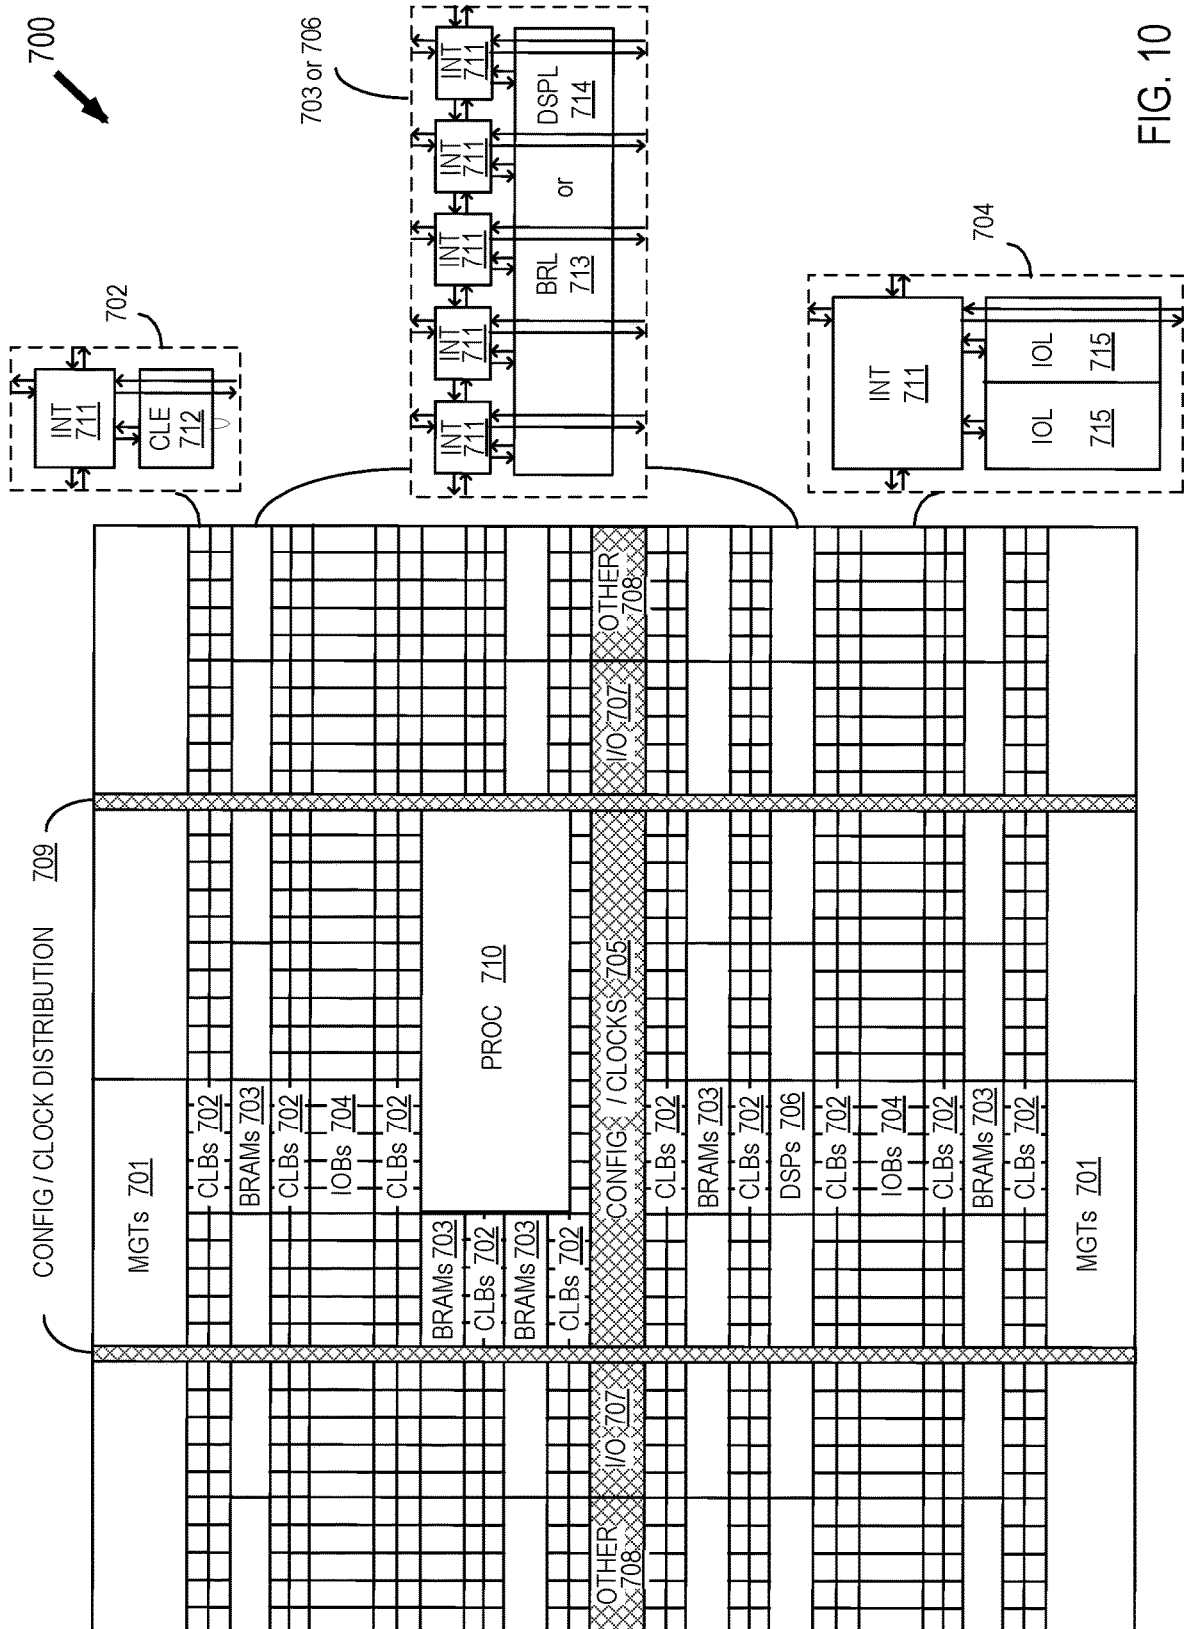 700
CONFIG / CLOCK DISTRIBUTION 709
MGTs 701
CLBs 702
BRAMs 703
CLBs 702
IOBs 704
CLBs 702
BRAMs 703
CLBs 702
BRAMs 703
CLBs 702
PROC 710
OTHER
708
I/O 707
CONFIG / CLOCKS 705
I/O 707
OTHER
708
CLBs 702
BRAMs 703
CLBs 702
DSPs 706
CLBs 702
IOBs 704
CLBs 702
BRAMs 703
CLBs 702
MGTs 701
702
INT
711
CLE
712
703 or 706
INT
711
INT
711
INT
711
INT
711
INT
711
BRL
713
or
DSPL
714
704
INT
711
IOL
715
IOL
715
FIG. 10